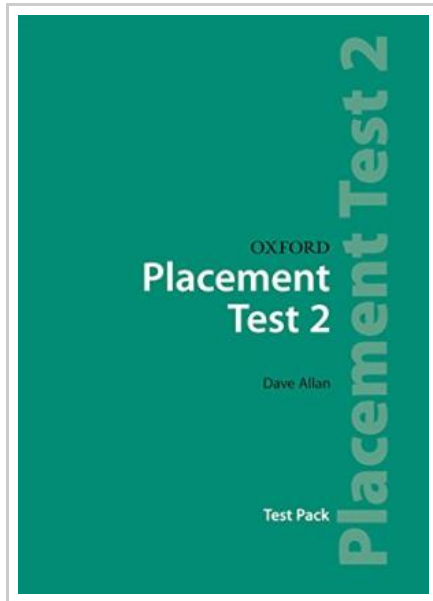 OXFORD
Placement
Test 2
Dave Allan
Test Pack
Placement Test 2